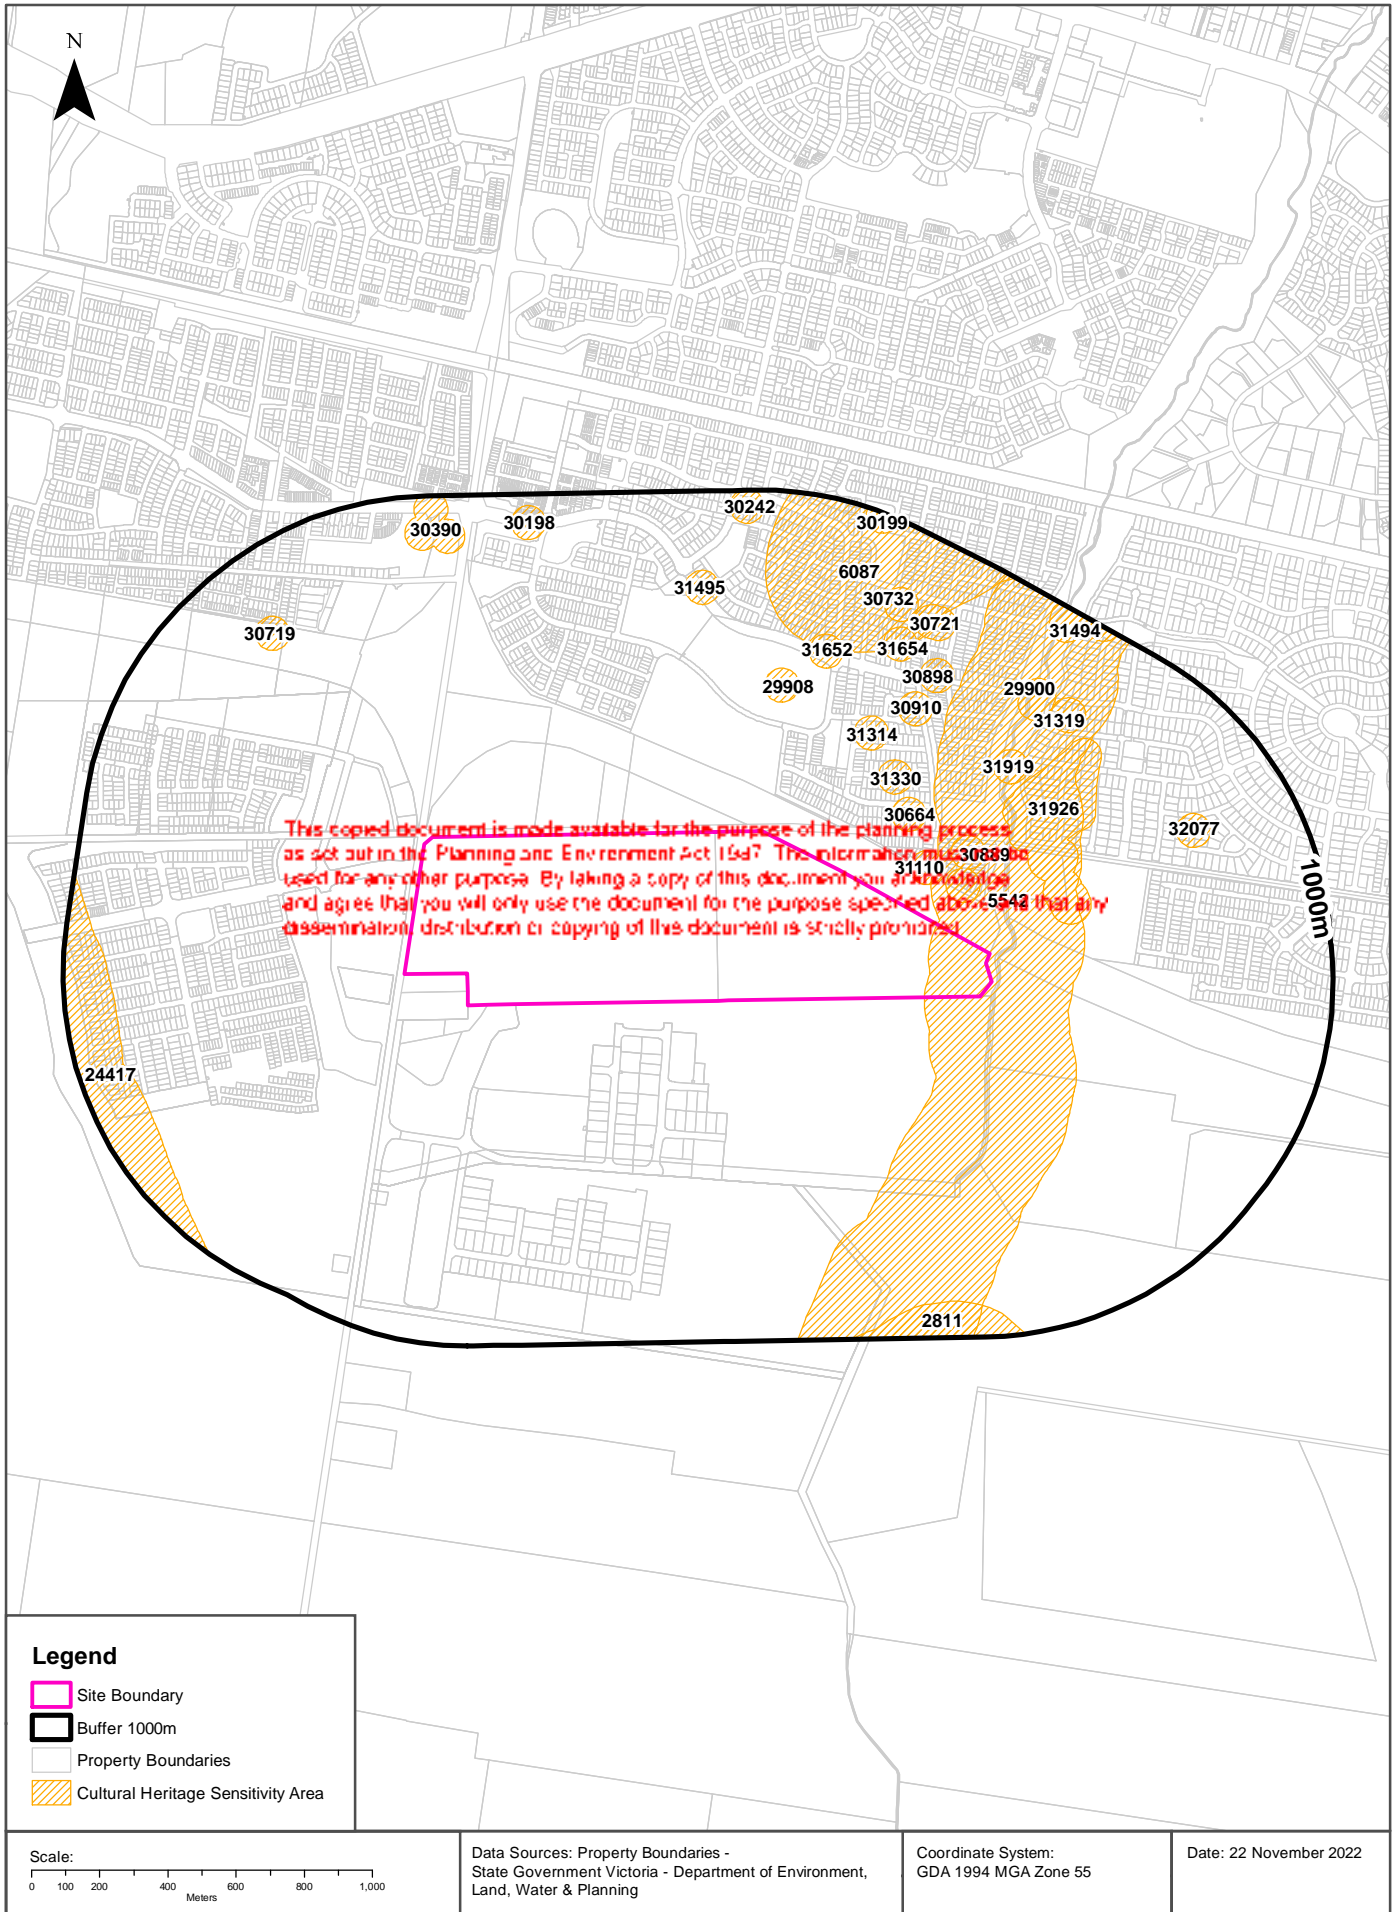 N
30242
30390
30198
30199
6087
31495
30732
30721
30719
31494
31652
31654
30898
29908
29900
30910
31319
31314
31919
31330
31926
30664
32077
This copied document is made available for the purpose of the planning process
as set out in the Planning and Environment Act 1987. The information must be
used for any other purpose. By taking a copy of this document you acknowledge
and agree that you will only use the document for the purpose specified above and that any
dissemination, distribution or copying of this document is strictly prohibited.
30889
31110
5542
1000m
24417
2811
Legend
Site Boundary
Buffer 1000m
Property Boundaries
Cultural Heritage Sensitivity Area
Scale:
0 100 200 400 600 800 1,000
Meters
Data Sources: Property Boundaries -
State Government Victoria - Department of Environment,
Land, Water & Planning
Coordinate System:
GDA 1994 MGA Zone 55
Date: 22 November 2022